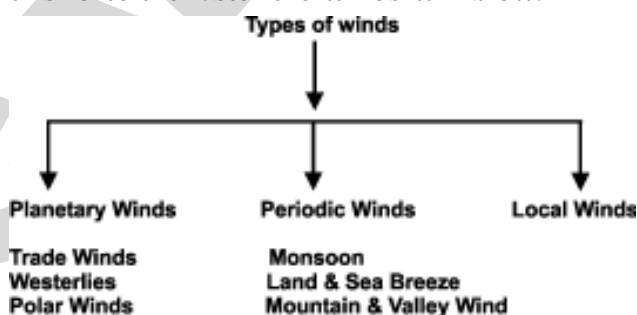 Types of winds
Planetary Winds Periodic Winds Local Winds
Trade Winds Monsoon
Westerlies Land & Sea Breeze
Polar Winds Mountain & Valley Wind